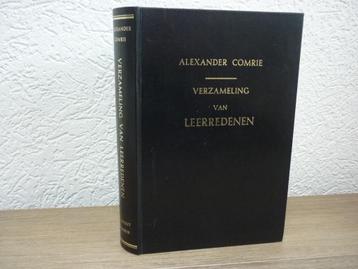 ALEXANDER COMRIE
VERZAMELING
VAN
LEERREDENEN
ALEXANDER
COMRIE
VERZAMELING VAN LEERREDENEN